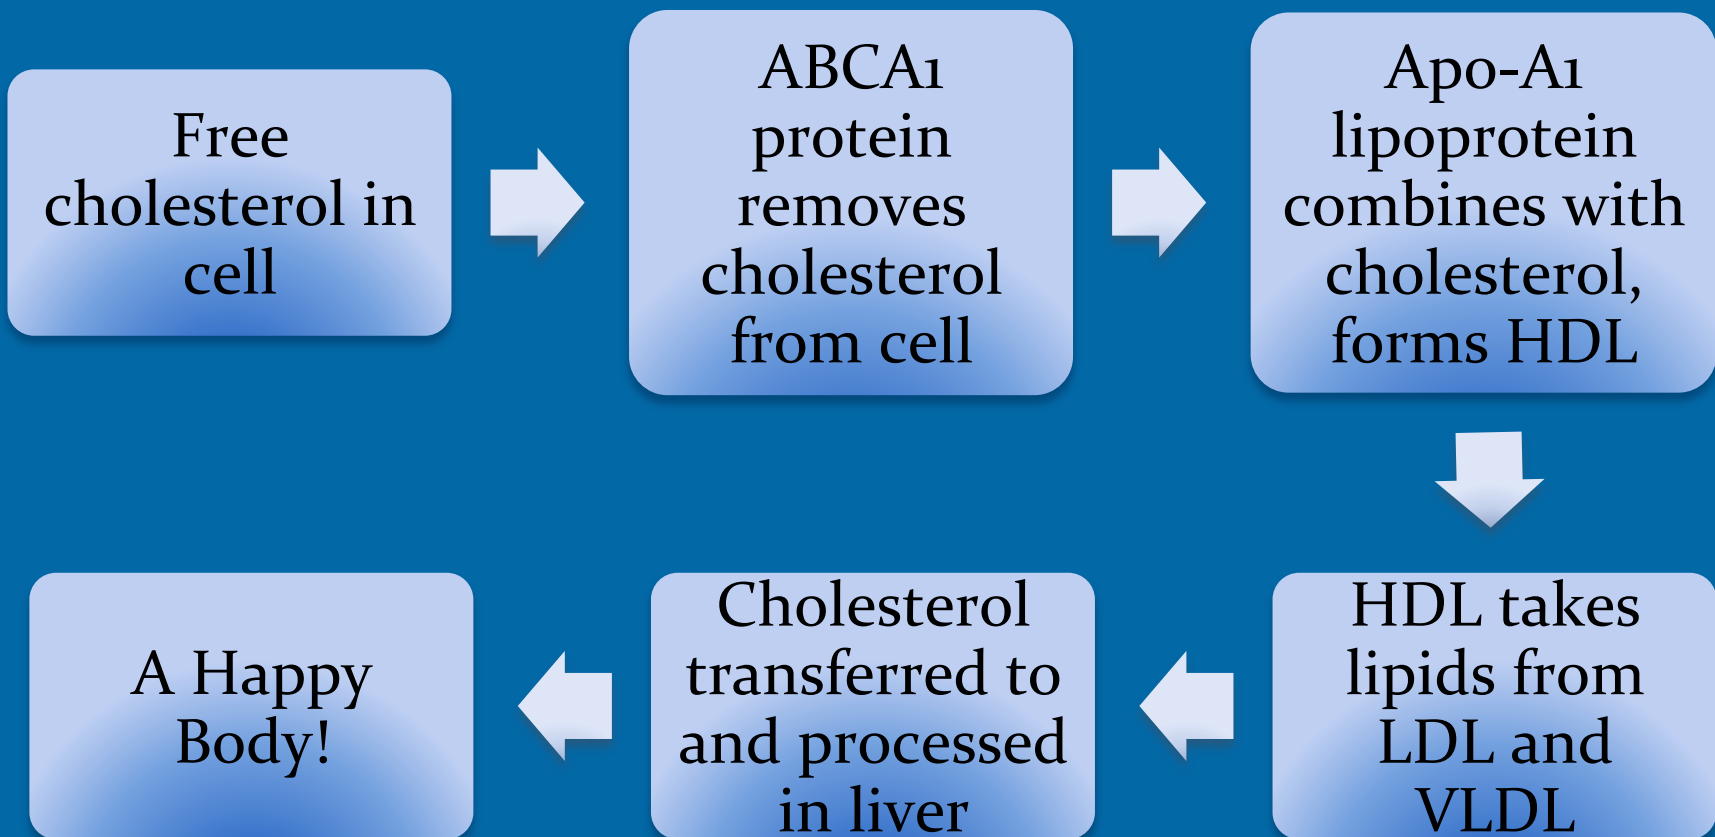 Free
cholesterol in
cell
ABCA1
protein
removes
cholesterol
from cell
Apo-A1
lipoprotein
combines with
cholesterol,
forms HDL
HDL takes
lipids from
LDL and
VLDL
Cholesterol
transferred to
and processed
in liver
A Happy
Body!